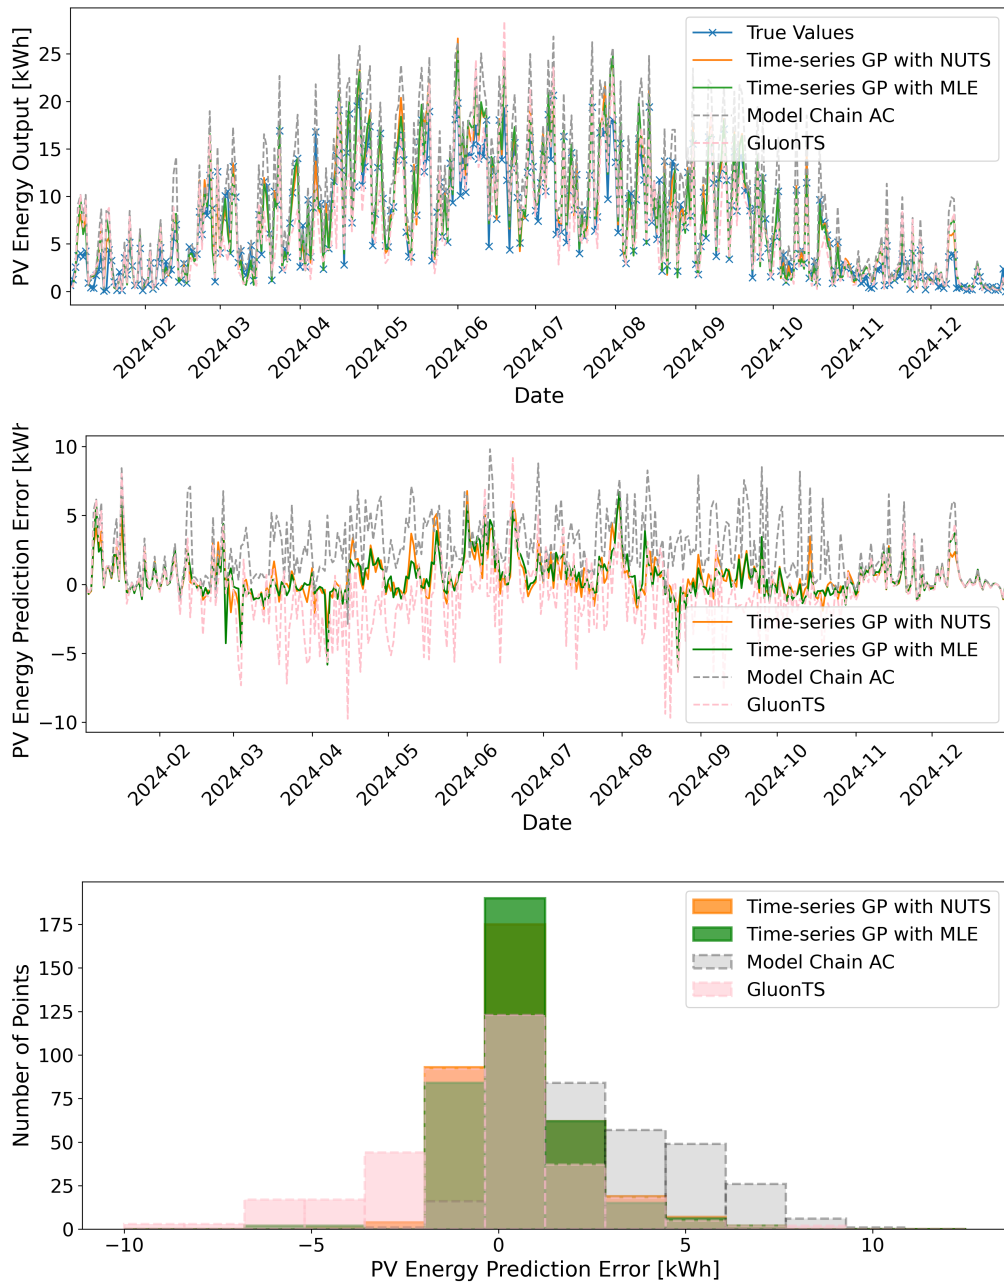 PV Energy Output [kWh]
25
20
15
10
5
0
True Values
Time-series GP with NUTS
Time-series GP with MLE
Model Chain AC
GluonTS
2024-02
2024-03
2024-04
2024-05
2024-06
2024-07
2024-08
2024-09
2024-10
2024-11
2024-12
Date
PV Energy Prediction Error [kWh
10
5
0
−5
−10
Time-series GP with NUTS
Time-series GP with MLE
Model Chain AC
GluonTS
2024-02
2024-03
2024-04
2024-05
2024-06
2024-07
2024-08
2024-09
2024-10
2024-11
2024-12
Date
Number of Points
175
150
125
100
75
50
25
0
Time-series GP with NUTS
Time-series GP with MLE
Model Chain AC
GluonTS
−10
−5
0
5
10
PV Energy Prediction Error [kWh]